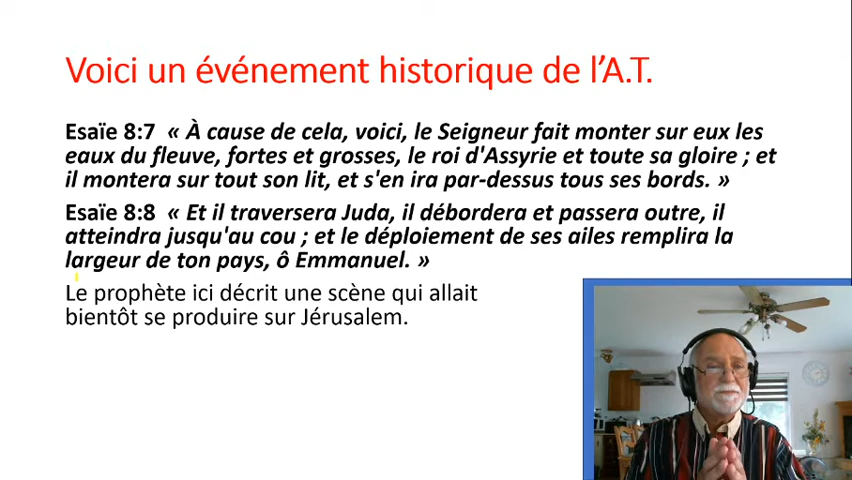 Voici un événement historique de l'A.T.
Esaïe 8:7 « À cause de cela, voici, le Seigneur fait monter sur eux les
eaux du fleuve, fortes et grosses, le roi d'Assyrie et toute sa gloire ; et
il montera sur tout son lit, et s'en ira par-dessus tous ses bords. »
Esaïe 8:8 « Et il traversera Juda, il débordera et passera outre, il
atteindra jusqu'au cou ; et le déploiement de ses ailes remplira la
largeur de ton pays, ô Emmanuel. »
Le prophète ici décrit une scène qui allait
bientôt se produire sur Jérusalem.